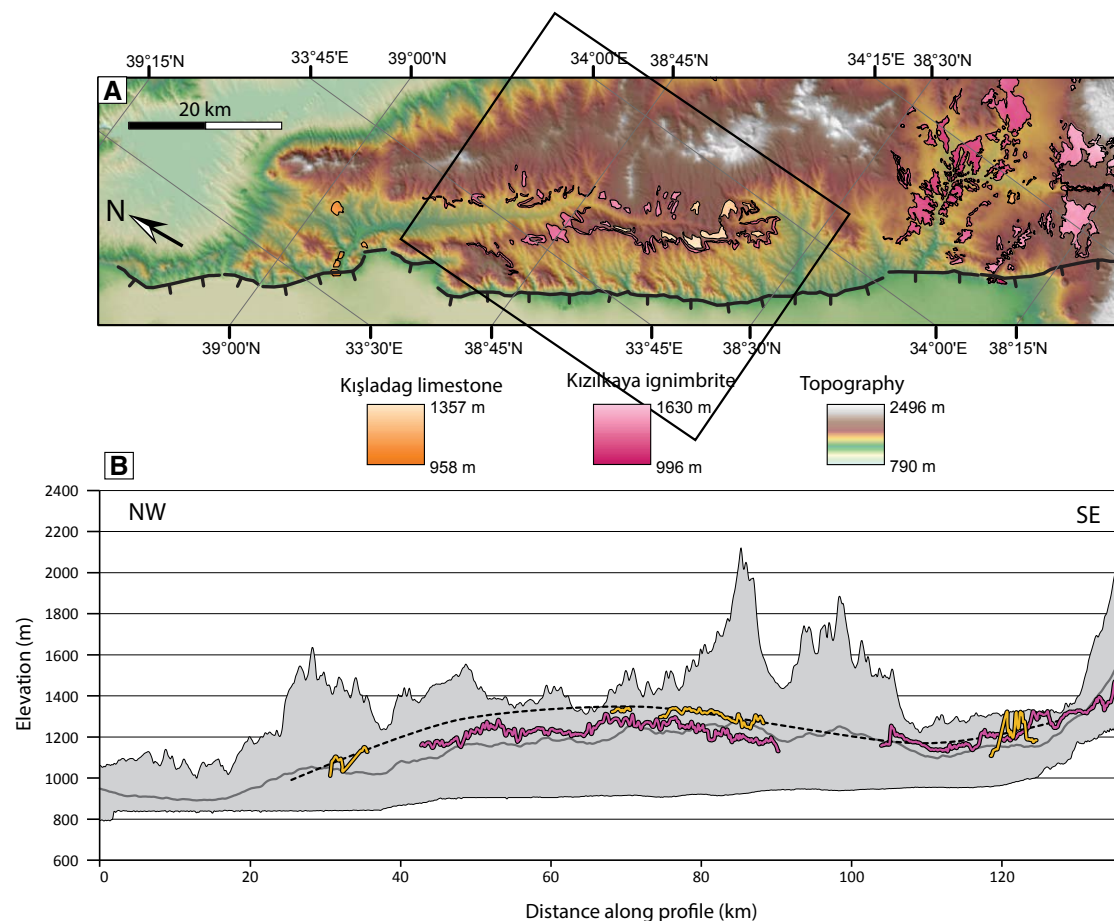 39°15'N 33°45'E 39°00'N 34°00'E 38°45'N 34°15'E 38°30'N
A
20 km
N
39°00'N 33°30'E 38°45'N 33°45'E 38°30'N 34°00'E 38°15'N
Kışladag limestone Kızılkaya ignimbrite Topography
1357 m 1630 m 2496 m
958 m 996 m 790 m
B
2400
NW SE
2200
2000
1800
1600
1400
1200
1000
800
600
Elevation (m)
0 20 40 60 80 100 120
Distance along profile (km)